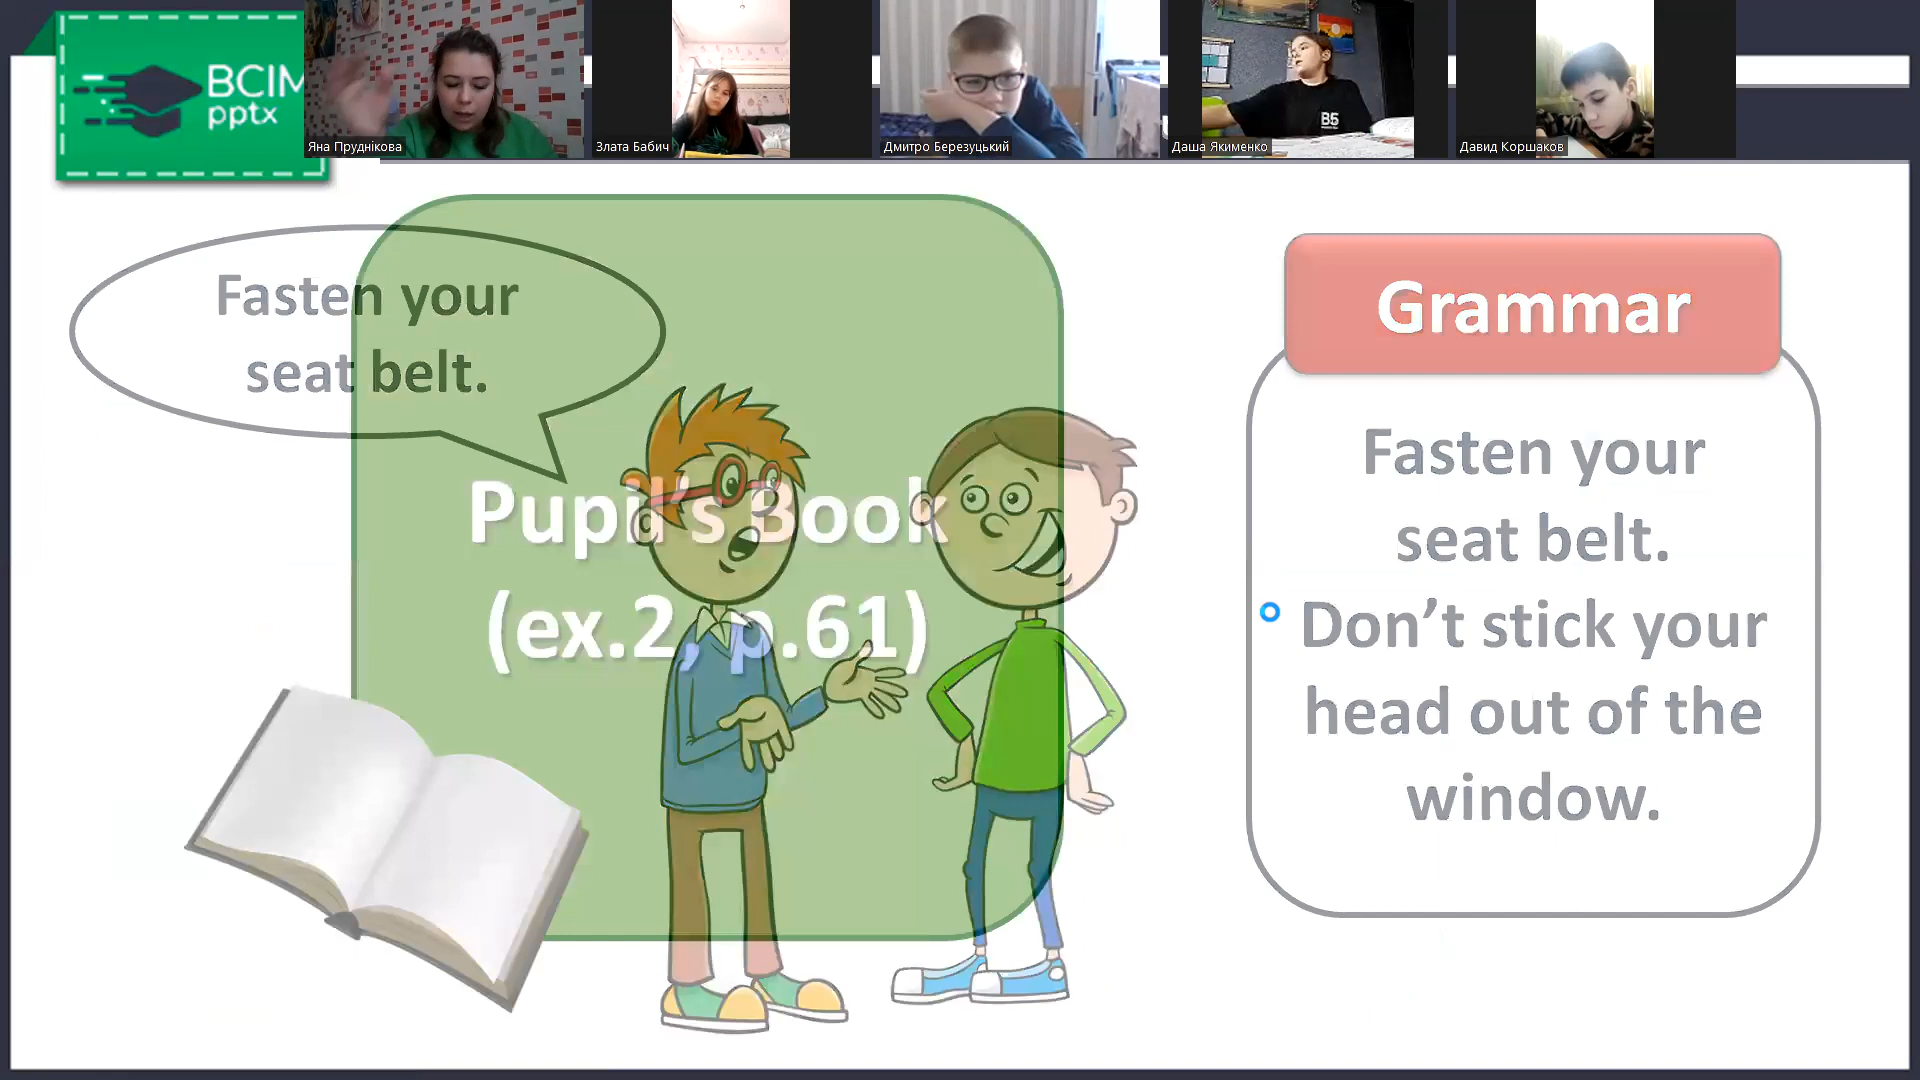 BCIM
pptx
Яна Пруднікова
Злата Бабич
Дмитро Березуцький
Даша Якименко
Давид Коршаков
B5
Fasten your
seat belt.
Pupil's Book
(ex.2, p.61)
Grammar
Fasten your
seat belt.
Don't stick your
head out of the
window.